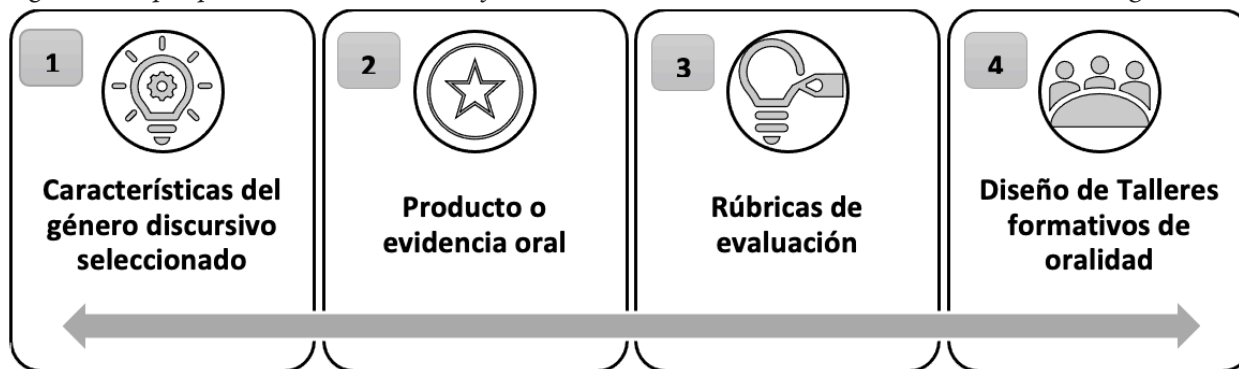 1
Características del
género discursivo
seleccionado
2
Producto o
evidencia oral
3
Rúbricas de
evaluación
4
Diseño de Talleres
formativos de
oralidad